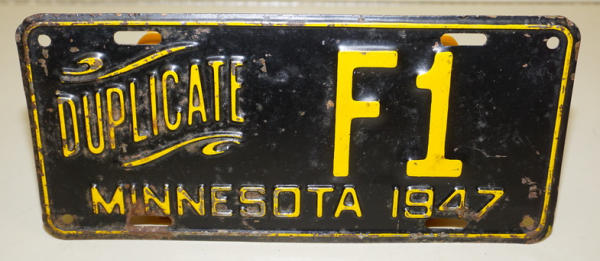 DUPLICATE
F1
MINNESOTA 1947